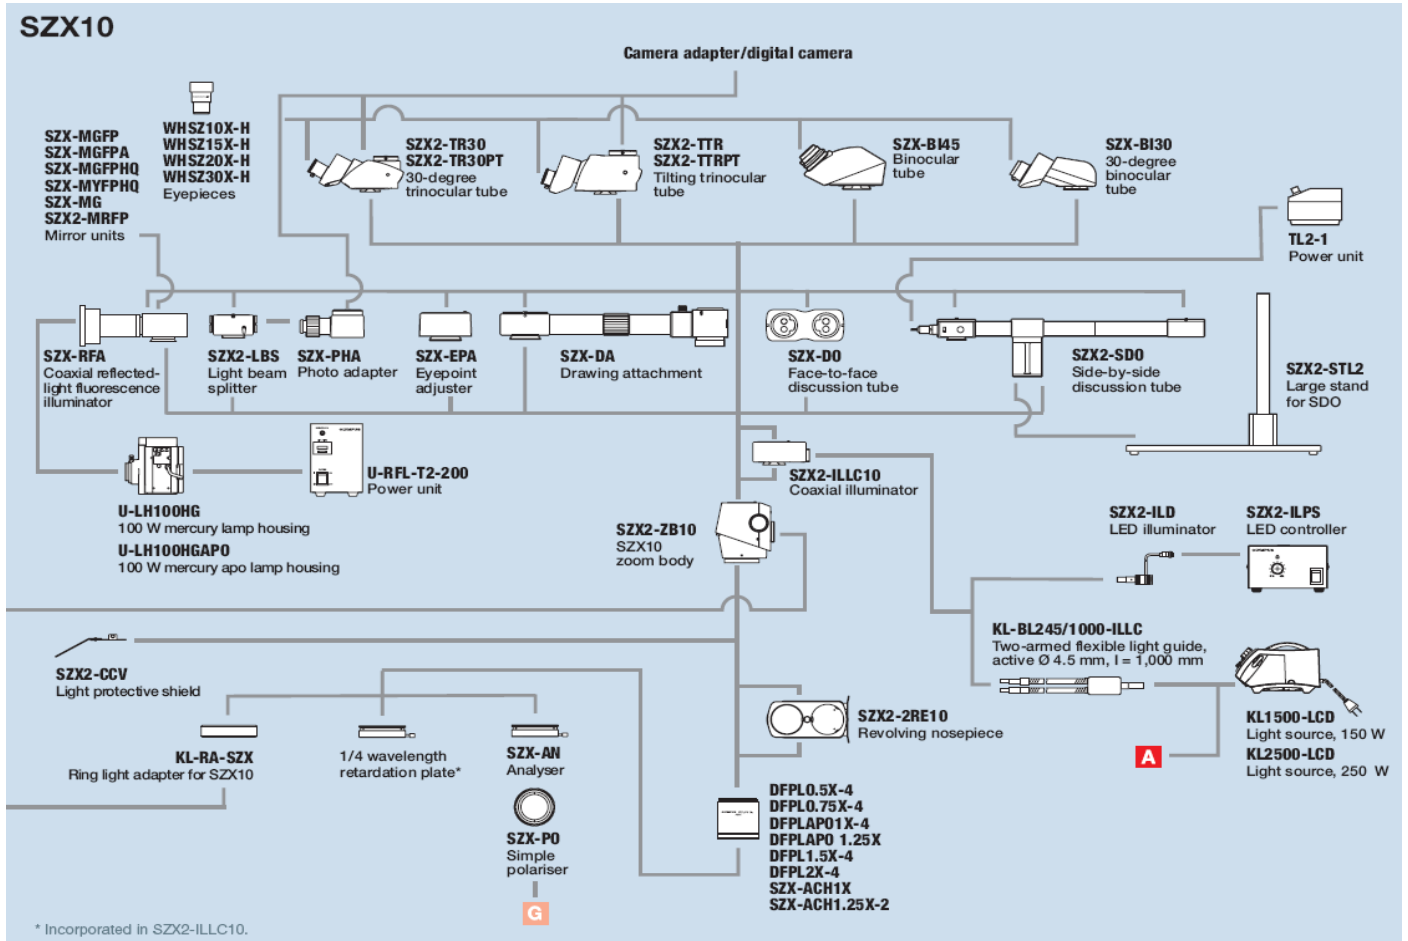 SZX10
Camera adapter/digital camera
SZX-MGFP
SZX-MGFPA
SZX-MGFPHQ
SZX-MYFPHQ
SZX-MG
SZX2-MRFP
Mirror units
WHSZ10X-H
WHSZ15X-H
WHSZ20X-H
WHSZ30X-H
Eyepieces
SZX2-TR30
SZX2-TR30PT
30-degree
trinocular tube
SZX2-TTR
SZX2-TTRPT
Tilting trinocular
tube
SZX-BI45
Binocular
tube
SZX-BI30
30-degree
binocular
tube
TL2-1
Power unit
SZX-RFA
Coaxial reflected-
light fluorescence
illuminator
SZX2-LBS
Light beam
splitter
SZX-PHA
Photo adapter
SZX-EPA
Eyepoint
adjuster
SZX-DA
Drawing attachment
SZX-DO
Face-to-face
discussion tube
SZX2-SDO
Side-by-side
discussion tube
SZX2-STL2
Large stand
for SDO
U-LH100HG
100 W mercury lamp housing
U-LH100HGAPO
100 W mercury apo lamp housing
U-RFL-T2-200
Power unit
SZX2-ILLC10
Coaxial illuminator
SZX2-ZB10
SZX10
zoom body
SZX2-ILD
LED illuminator
SZX2-ILPS
LED controller
KL-BL245/1000-ILLC
Two-armed flexible light guide,
active Ø 4.5 mm, l = 1,000 mm
SZX2-CCV
Light protective shield
KL-RA-SZX
Ring light adapter for SZX10
1/4 wavelength
retardation plate*
SZX-AN
Analyser
SZX-PO
Simple
polariser
G
SZX2-2RE10
Revolving nosepiece
A
KL1500-LCD
Light source, 150 W
KL2500-LCD
Light source, 250 W
DFPL0.5X-4
DFPL0.75X-4
DFPLAPO1X-4
DFPLAPO 1.25X
DFPL1.5X-4
DFPL2X-4
SZX-ACH1X
SZX-ACH1.25X-2
* Incorporated in SZX2-ILLC10.